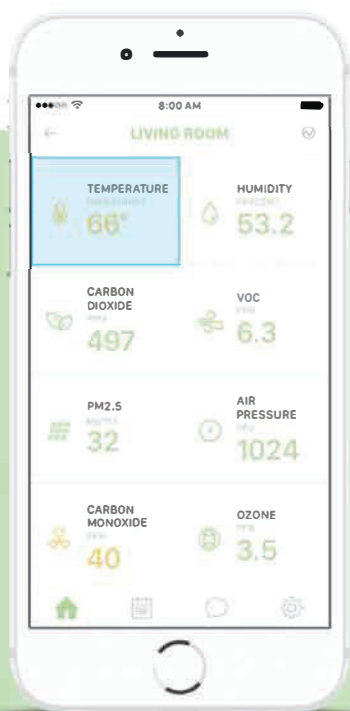 8:00 AM
LIVING ROOM
TEMPERATURE
66°
HUMIDITY
PERCENT
53.2
CARBON
DIOXIDE
497
VOC
6.3
PM2.5
32
AIR
PRESSURE
1024
CARBON
MONOXIDE
40
OZONE
3.5